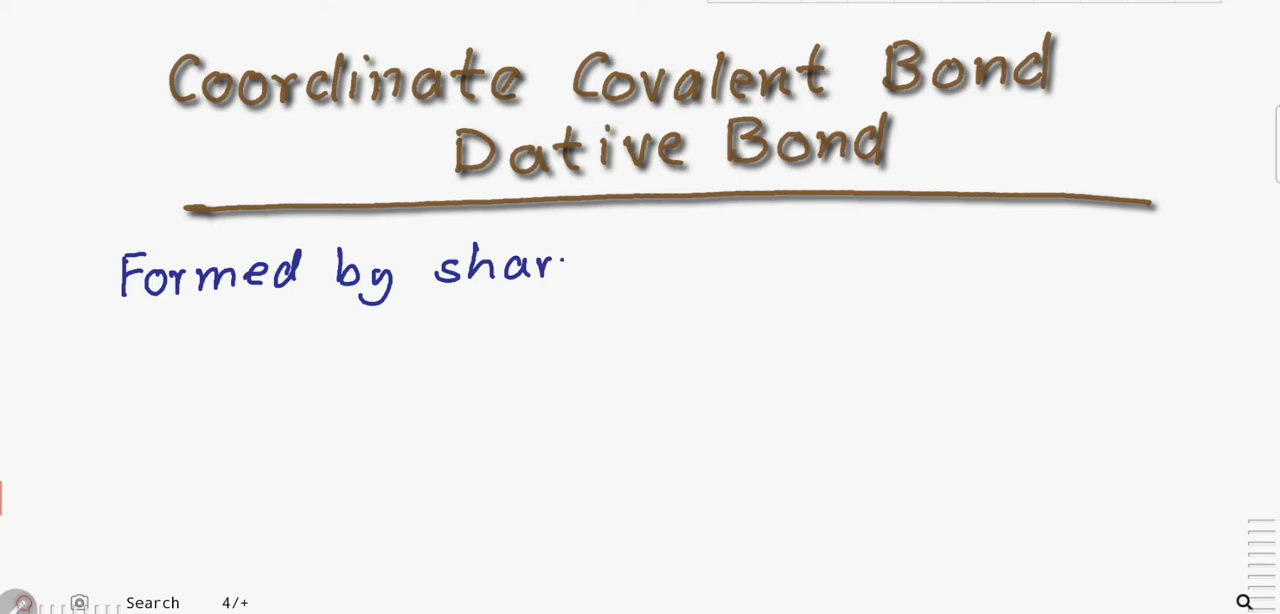 Coordinate Covalent Bond
Dative Bond
Formed by shar
Search 4/+